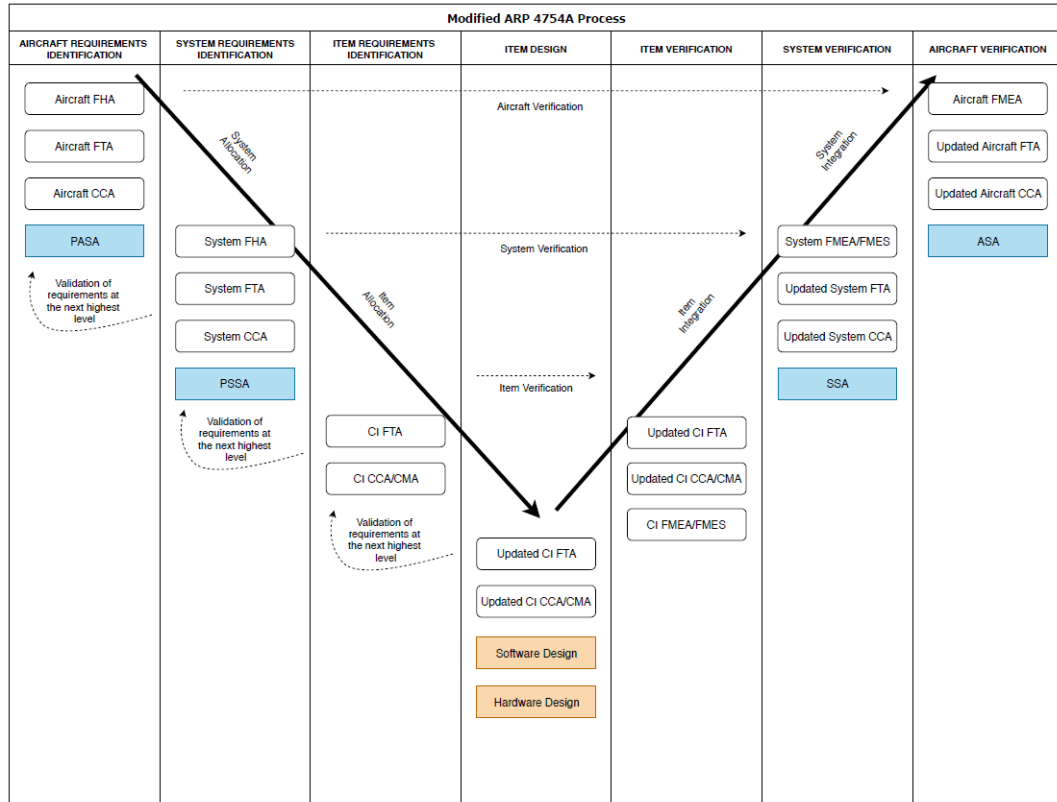 Modified ARP 4754A Process
AIRCRAFT REQUIREMENTS
IDENTIFICATION
SYSTEM REQUIREMENTS
IDENTIFICATION
ITEM REQUIREMENTS
IDENTIFICATION
ITEM DESIGN
ITEM VERIFICATION
SYSTEM VERIFICATION
AIRCRAFT VERIFICATION
Aircraft FHA
Aircraft FTA
Aircraft CCA
PASA
Validation of
requirements at
the next highest
level
System
Allocation
System FHA
System FTA
System CCA
PSSA
Validation of
requirements at
the next highest
level
Item
Allocation
CI FTA
CI CCA/CMA
Validation of
requirements at
the next highest
level
Aircraft Verification
System Verification
Item Verification
Updated CI FTA
Updated CI CCA/CMA
Software Design
Hardware Design
Item
Integration
Updated CI FTA
Updated CI CCA/CMA
CI FMEA/FMES
System
Integration
System FMEA/FMES
Updated System FTA
Updated System CCA
SSA
Aircraft FMEA
Updated Aircraft FTA
Updated Aircraft CCA
ASA